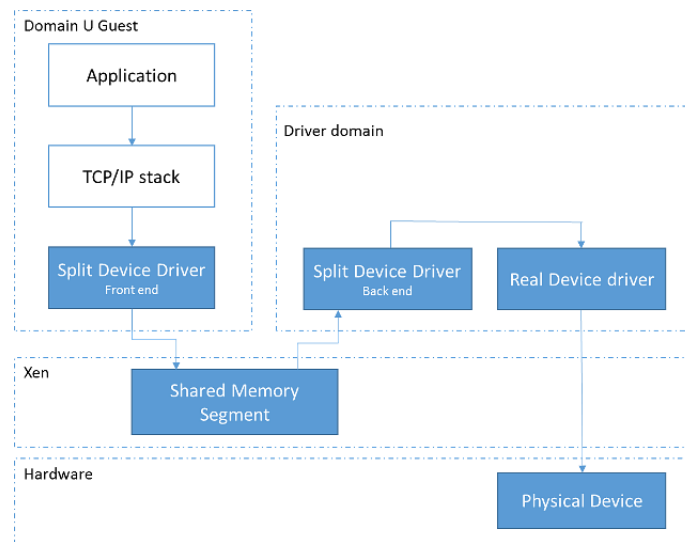 Domain U Guest
Application
TCP/IP stack
Split Device Driver
Front end
Driver domain
Split Device Driver
Back end
Real Device driver
Xen
Shared Memory
Segment
Hardware
Physical Device